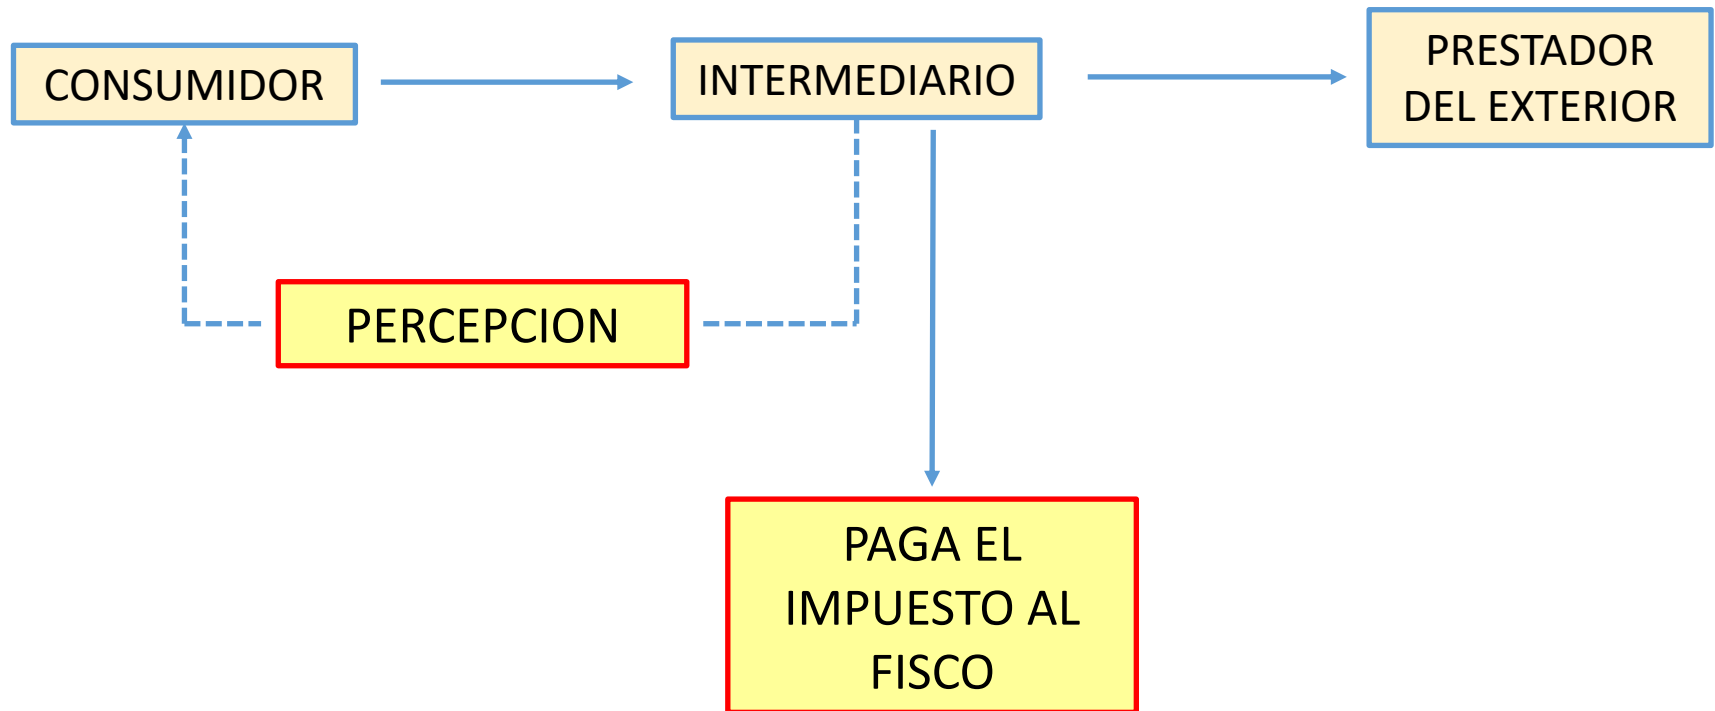 CONSUMIDOR
INTERMEDIARIO
PRESTADOR
DEL EXTERIOR
PERCEPCION
PAGA EL
IMPUESTO AL
FISCO